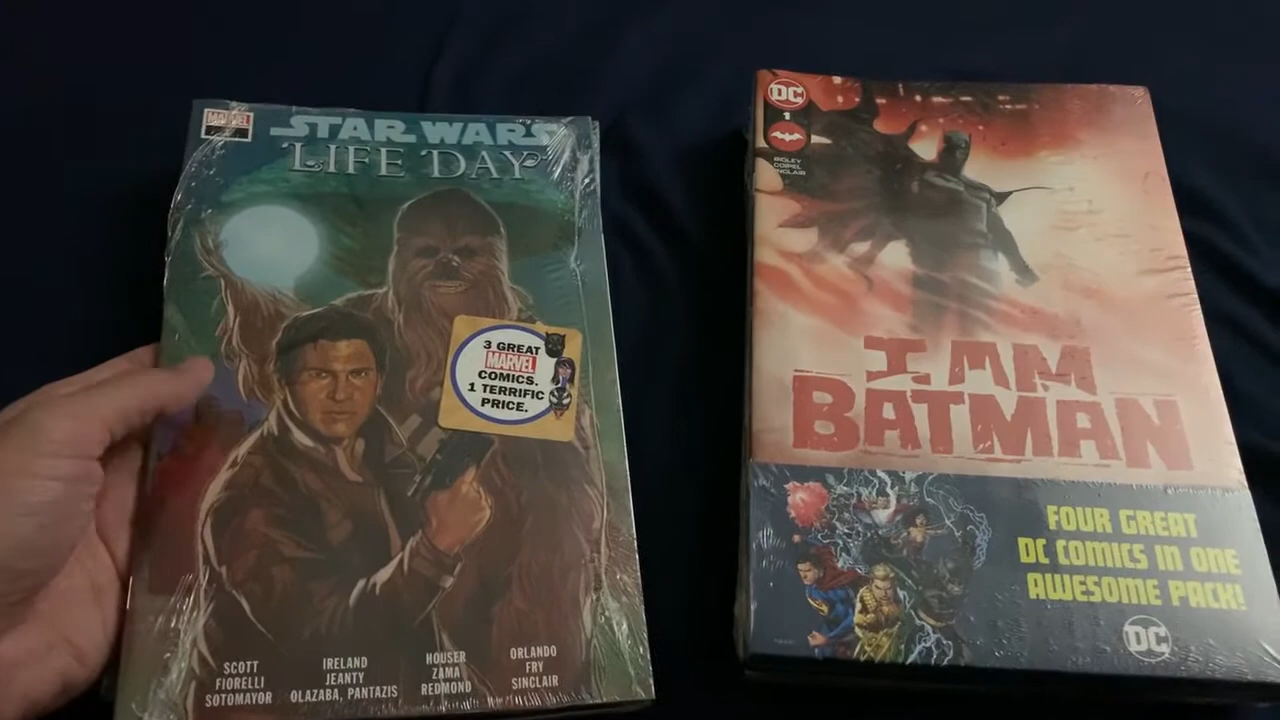 MARVEL
STAR WARS
LIFE DAY
3 GREAT
MARVEL
COMICS.
1 TERRIFIC
PRICE.
SCOTT
FIORELLI
SOTOMAYOR
IRELAND
JEANTY
OLAZABA, PANTAZIS
HOUSER
ZAMA
REDMOND
ORLANDO
FRY
SINCLAIR
DC
1
RIDLEY
COIPEL
SINCLAIR
I AM
BATMAN
FOUR GREAT
DC COMICS IN ONE
AWESOME PACK!
DC